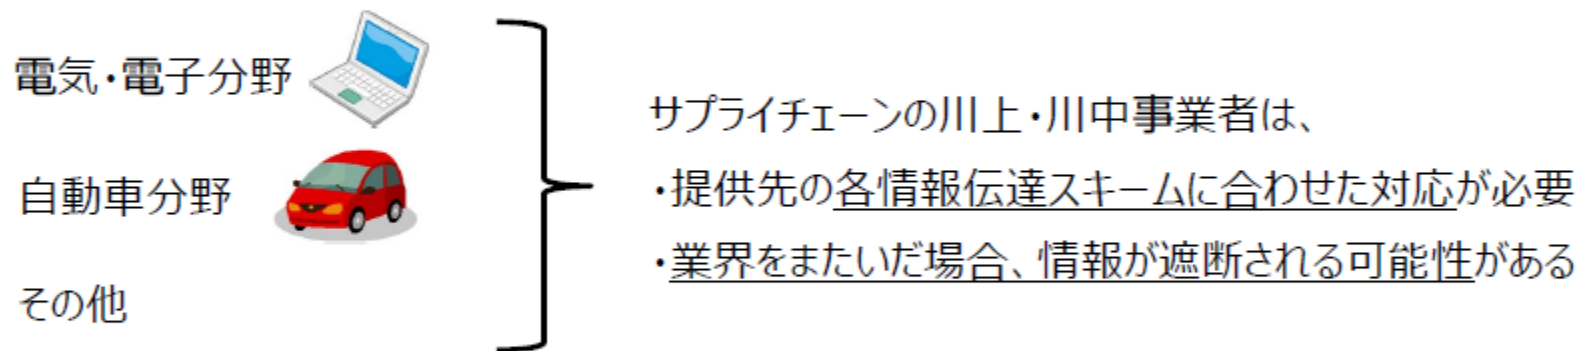 電気・電子分野
自動車分野
その他
サプライチェーンの川上・川中事業者は、
・提供先の各情報伝達スキームに合わせた対応が必要
・業界をまたいだ場合、情報が遮断される可能性がある